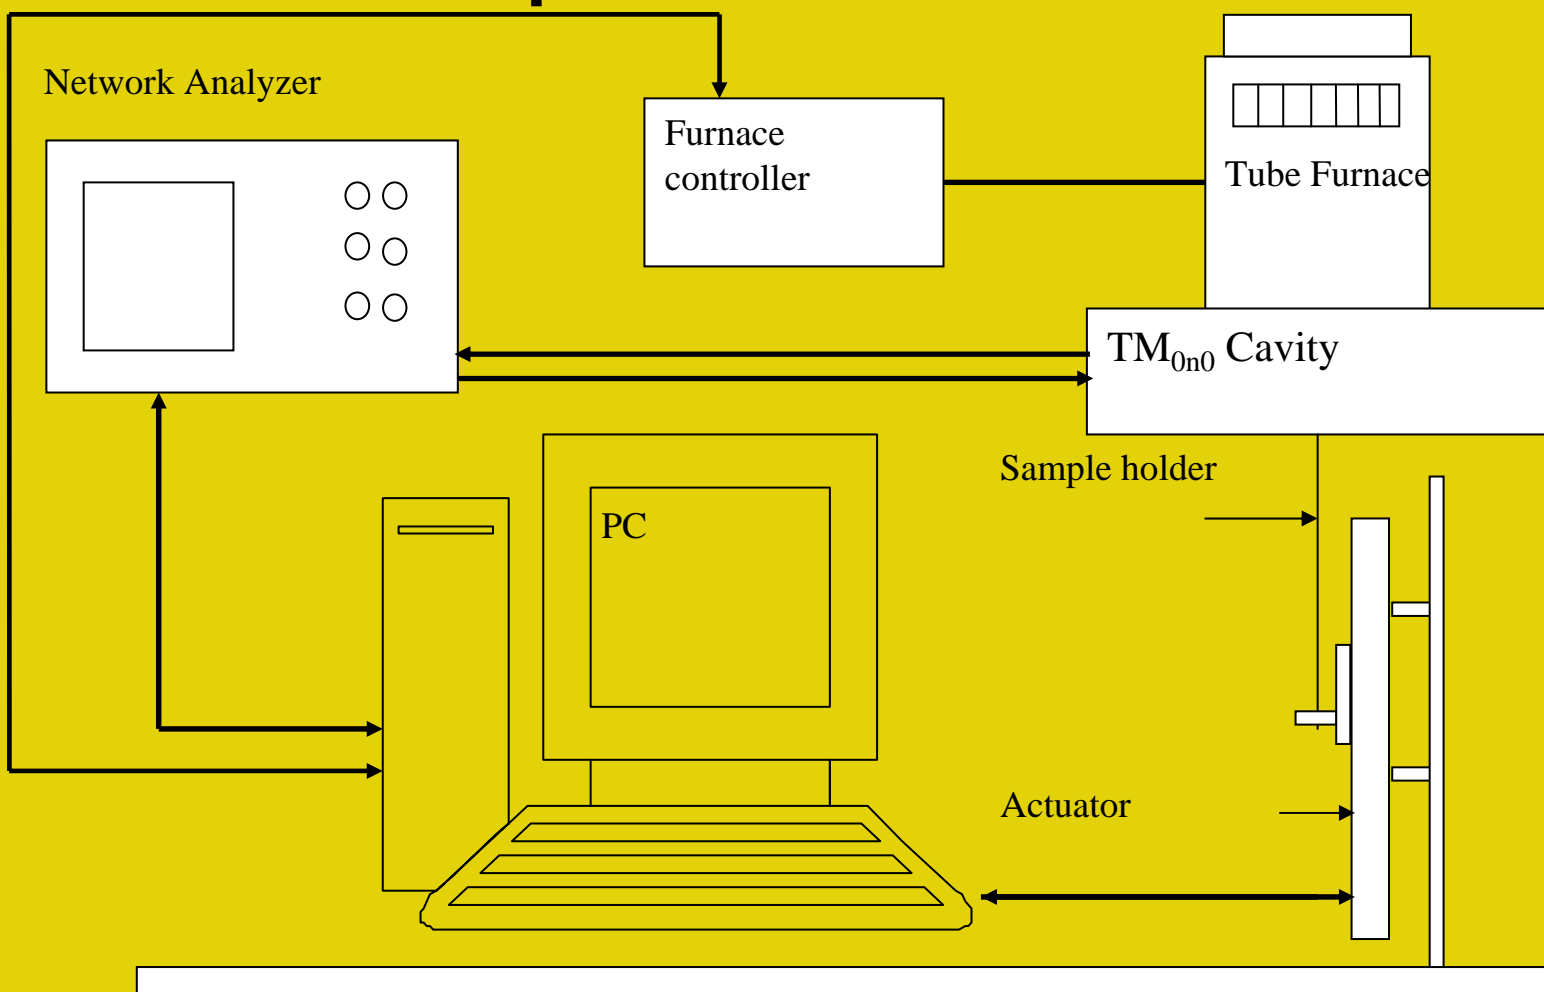 Network Analyzer
Furnace
controller
Tube Furnace
TM₀ₙ₀ Cavity
Sample holder
PC
Actuator